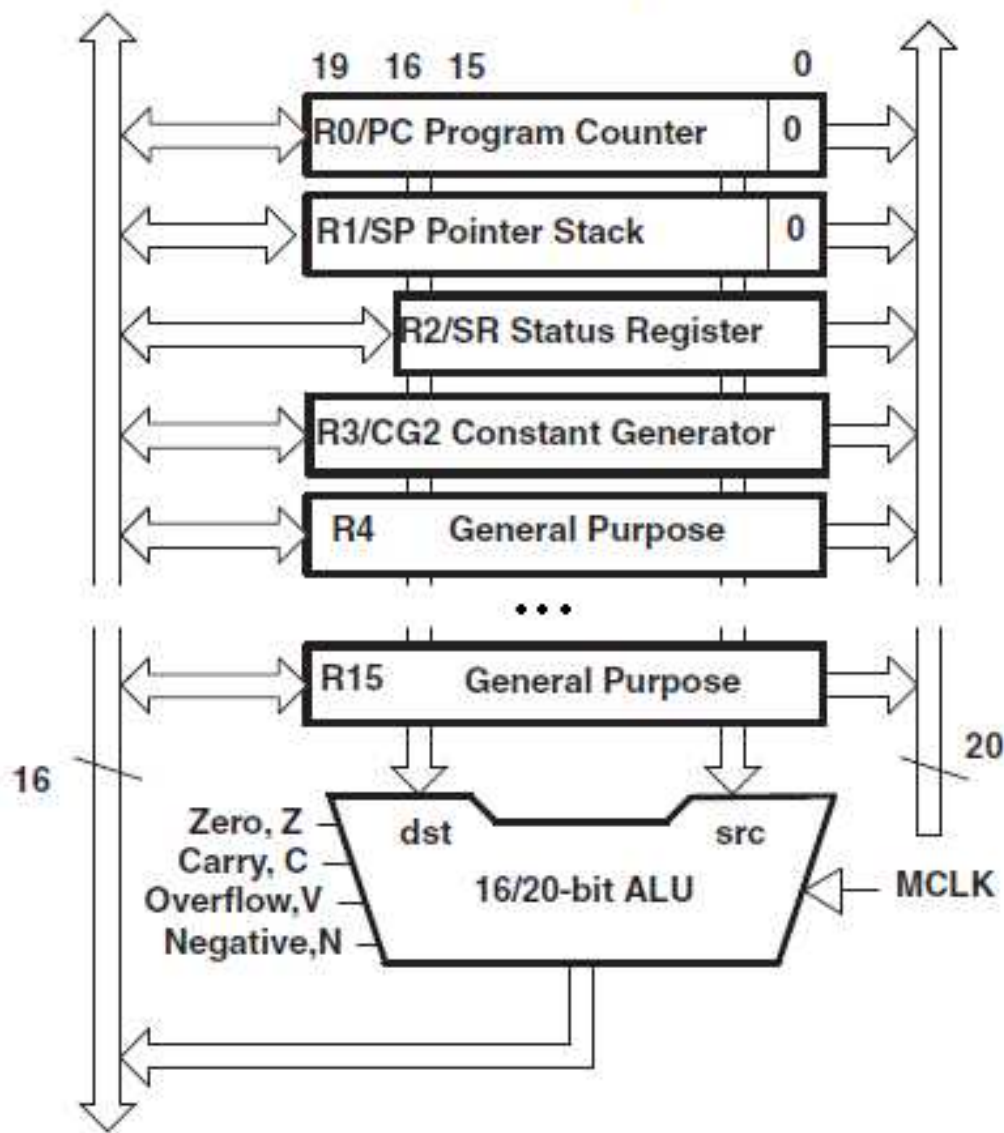 19 16 15 0
R0/PC Program Counter 0
R1/SP Pointer Stack 0
R2/SR Status Register
R3/CG2 Constant Generator
R4 General Purpose
...
R15 General Purpose
16
20
Zero, Z
Carry, C
Overflow,V
Negative,N
dst
src
16/20-bit ALU
MCLK